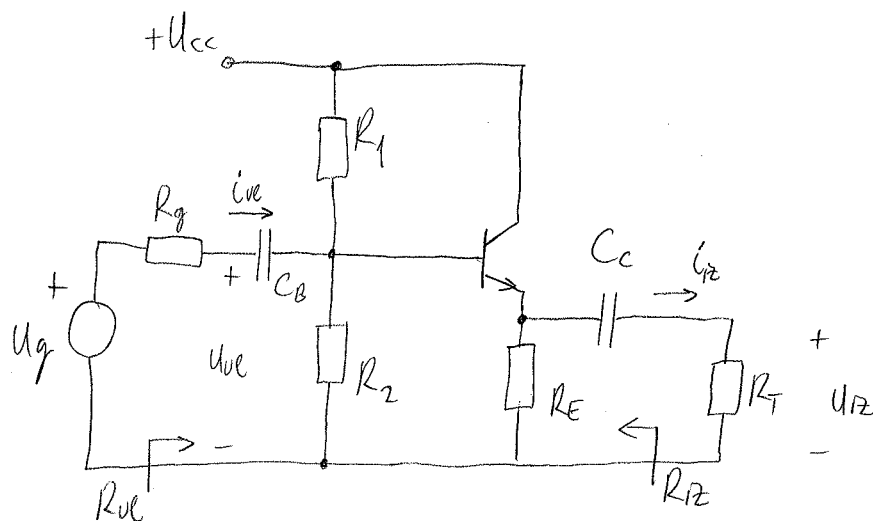 +Ucc
R1
iul
Rg
+
CB
Cc
iiz
+
Ug
uul
R2
RE
RT
+
uiz
-
-
Rul
Riz